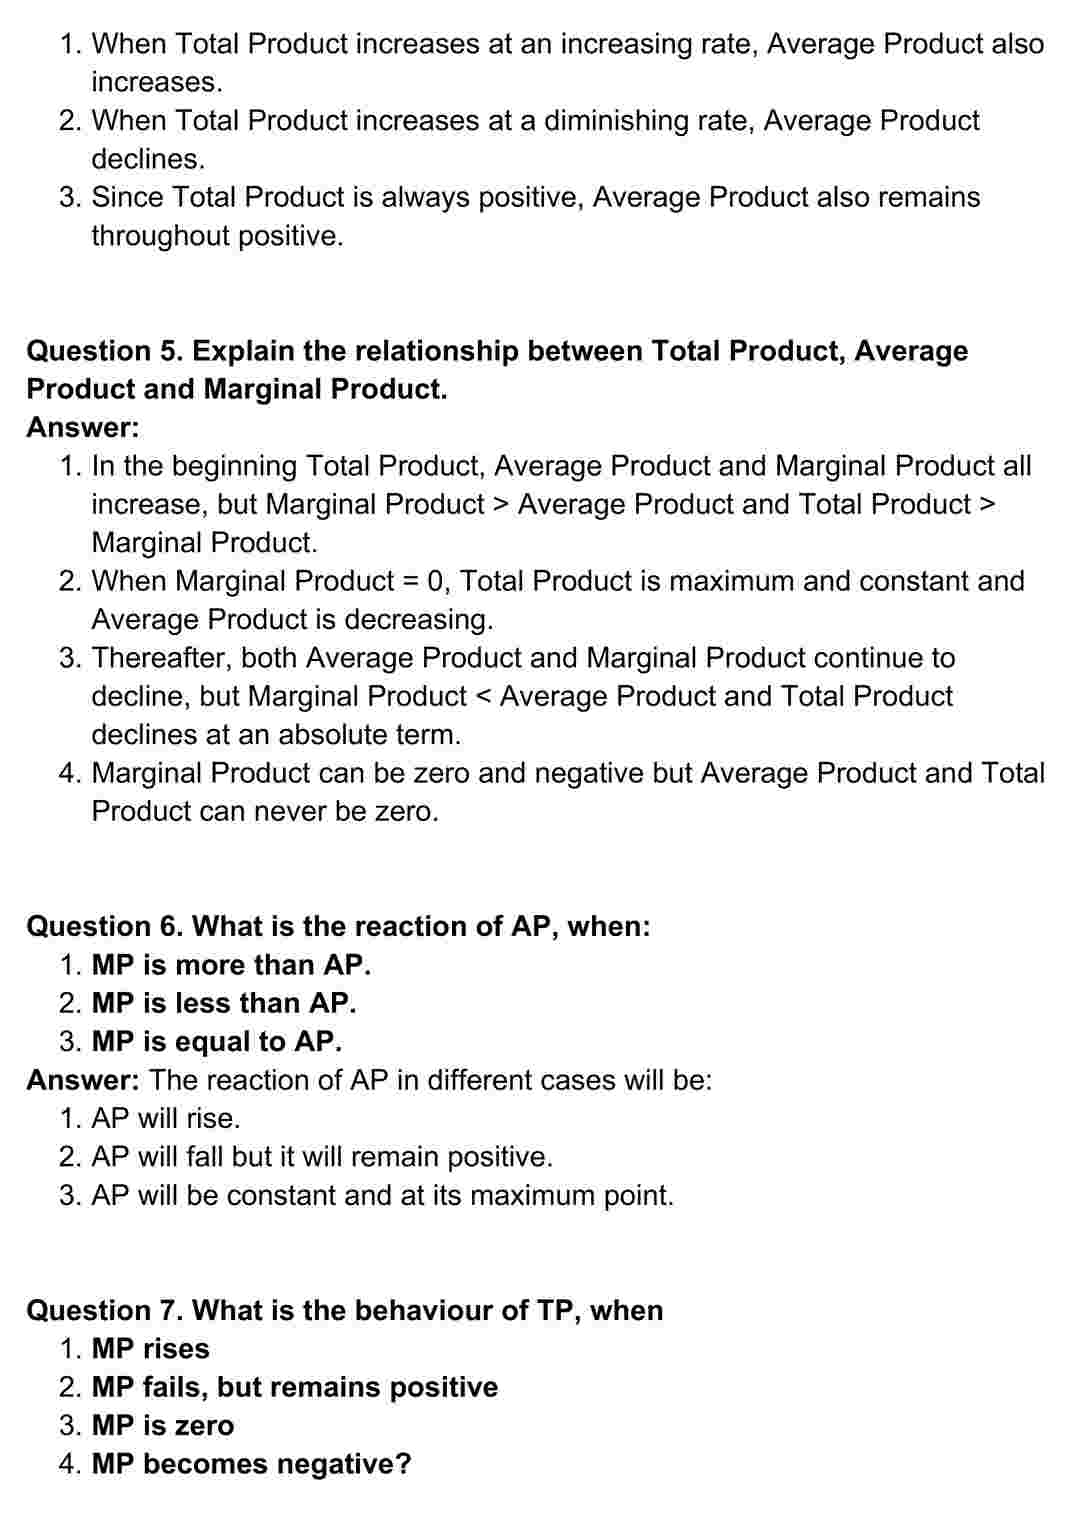 1. When Total Product increases at an increasing rate, Average Product also
increases.
2. When Total Product increases at a diminishing rate, Average Product
declines.
3. Since Total Product is always positive, Average Product also remains
throughout positive.
Question 5. Explain the relationship between Total Product, Average
Product and Marginal Product.
Answer:
1. In the beginning Total Product, Average Product and Marginal Product all
increase, but Marginal Product > Average Product and Total Product >
Marginal Product.
2. When Marginal Product = 0, Total Product is maximum and constant and
Average Product is decreasing.
3. Thereafter, both Average Product and Marginal Product continue to
decline, but Marginal Product < Average Product and Total Product
declines at an absolute term.
4. Marginal Product can be zero and negative but Average Product and Total
Product can never be zero.
Question 6. What is the reaction of AP, when:
1. MP is more than AP.
2. MP is less than AP.
3. MP is equal to AP.
Answer: The reaction of AP in different cases will be:
1. AP will rise.
2. AP will fall but it will remain positive.
3. AP will be constant and at its maximum point.
Question 7. What is the behaviour of TP, when
1. MP rises
2. MP fails, but remains positive
3. MP is zero
4. MP becomes negative?